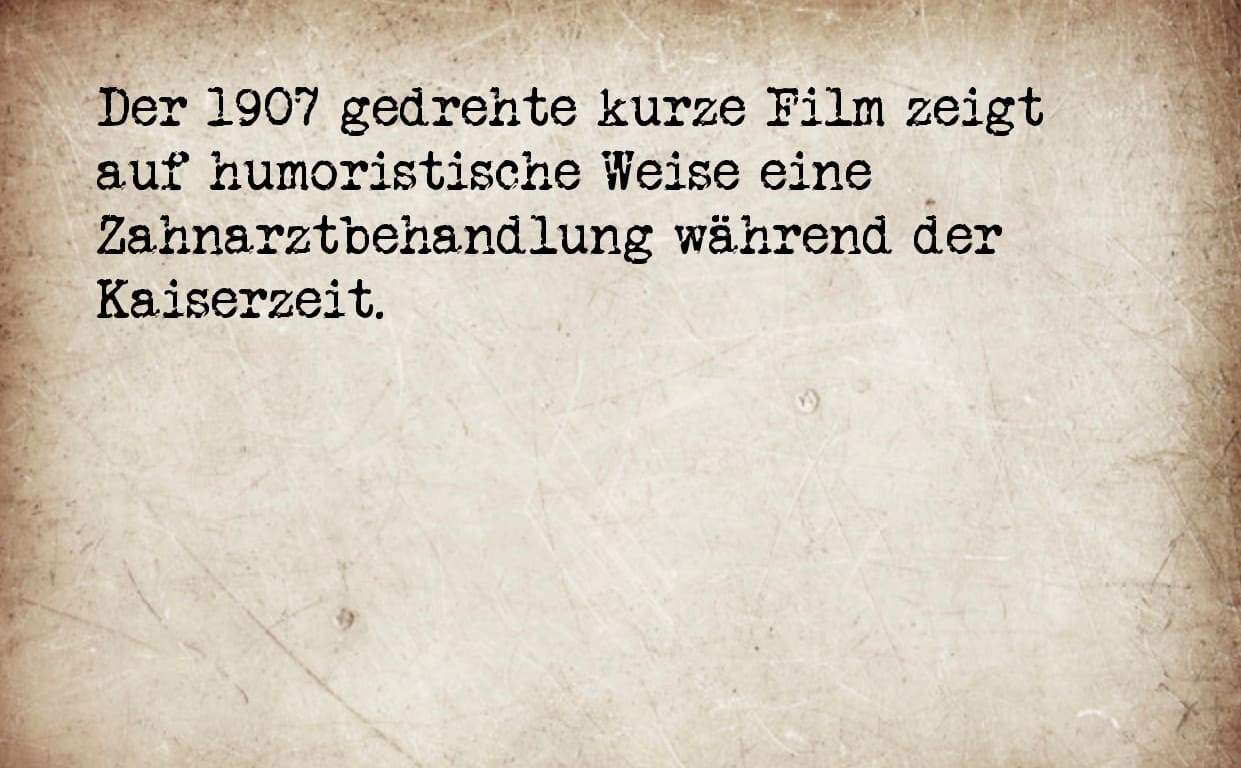 Der 1907 gedrehte kurze Film zeigt
auf humoristische Weise eine
Zahnarztbehandlung während der
Kaiserzeit.